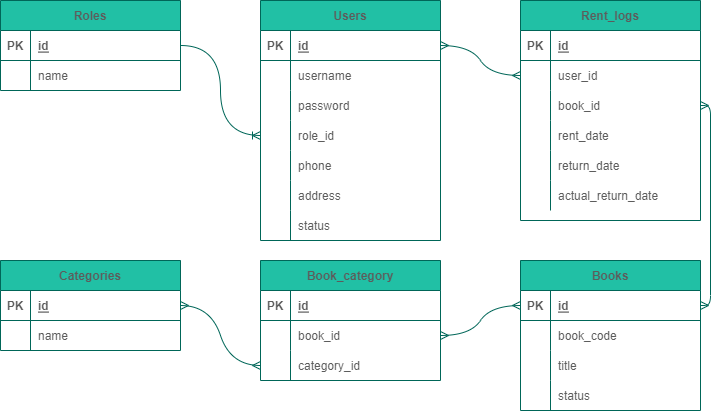 Roles
PK id
name
Users
PK id
username
password
role_id
phone
address
status
Rent_logs
PK id
user_id
book_id
rent_date
return_date
actual_return_date
Categories
PK id
name
Book_category
PK id
book_id
category_id
Books
PK id
book_code
title
status